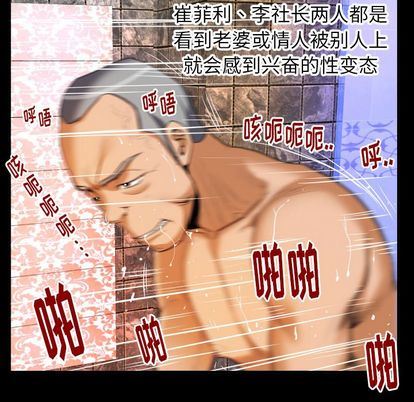 崔菲利、李社长两人都是
看到老婆或情人被别人上
就会感到兴奋的性变态
呼唔
呼唔
咳呃呃呃..
呼..
咳呃呃呃...
啪
啪
啪
啪
啪